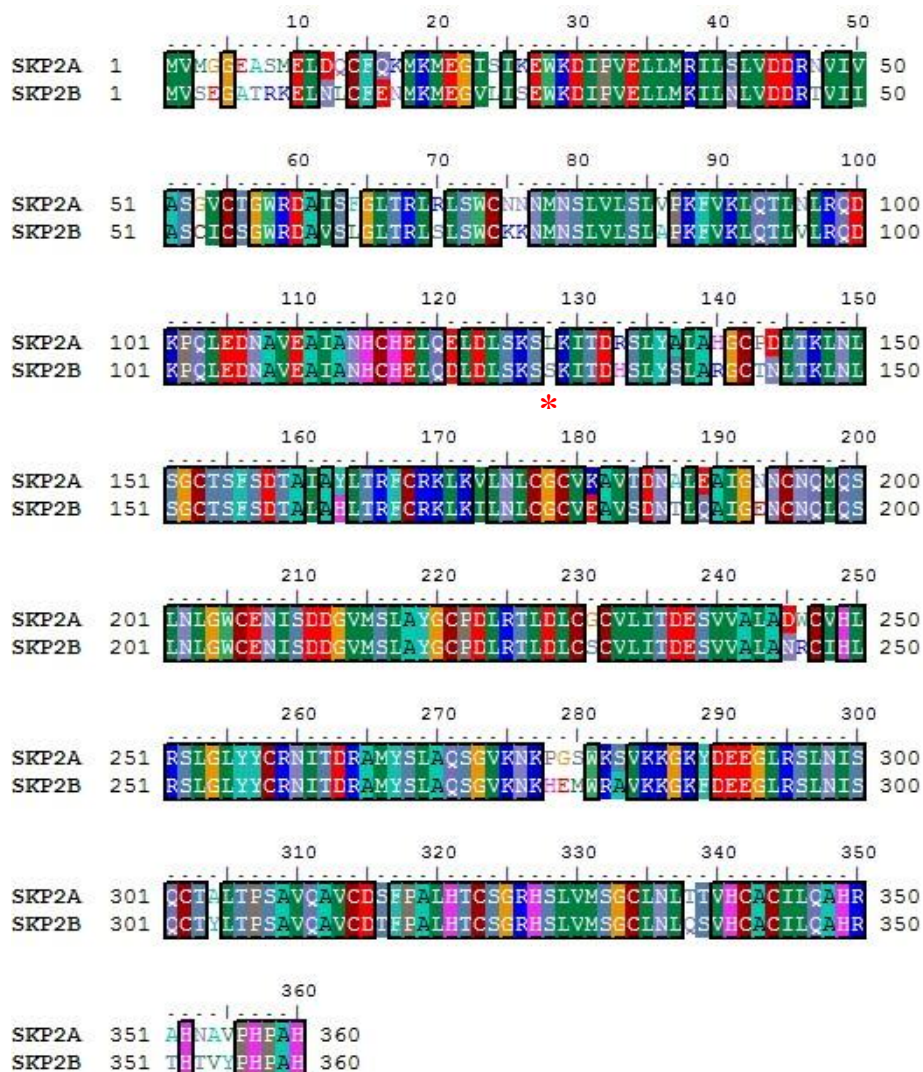 10 20 30 40 50
SKP2A 1 MVMGGEASMELDQCFQKMKMEGISIKEWKDIPVELLMRILSLVDDRNVIV 50
SKP2B 1 MVSEGATRKELNLCFENMKMEGVLISEWKDIPVELLMKILNLVDDRTVII 50
60 70 80 90 100
SKP2A 51 ASGVCTGWRDAISFGLTRLRLSWCNNNMNSLVLSLVPKFVKLQTLNLRQD 100
SKP2B 51 ASCICSGWRDAVSLGLTRLSLSWCKKNMNSLVLSLAPKFVKLQTLVLRQD 100
110 120 130 140 150
SKP2A 101 KPQLEDNAVEAIANHCHELQELDLSKSLKITDRSLYALAHGCPDLTKLNL 150
SKP2B 101 KPQLEDNAVEAIANHCHELQDLDLSKSSKITDHSLYSLARGCTNLTKLNL 150
*
160 170 180 190 200
SKP2A 151 SGCTSFSDTAIAYLTRFCRKLKVLNLCGCVKAVTDNALEAIGNNCNQMQS 200
SKP2B 151 SGCTSFSDTALAHLTRFCRKLKILNLCGCVEAVSDNTLQAIGENCNQLQS 200
210 220 230 240 250
SKP2A 201 LNLGWCENISDDGVMSLAYGCPDLRTLDLCGCVLITDESVVALADWCVHL 250
SKP2B 201 LNLGWCENISDDGVMSLAYGCPDLRTLDLCSCVLITDESVVALANRCIHL 250
260 270 280 290 300
SKP2A 251 RSLGLYYCRNITDRAMYSLAQSGVKNKPGSWKSVKKGKYDEEGLRSLNIS 300
SKP2B 251 RSLGLYYCRNITDRAMYSLAQSGVKNKHEMWRAVKKGKFDEEGLRSLNIS 300
310 320 330 340 350
SKP2A 301 QCTALTPSAVQAVCDSFPALHTCSGRHSLVMSGCLNLTTVHCACILQAHR 350
SKP2B 301 QCTYLTPSAVQAVCDTFPALHTCSGRHSLVMSGCLNLQSVHCACILQAHR 350
360
SKP2A 351 AHNAVPHPAH 360
SKP2B 351 THTVYPHPAH 360